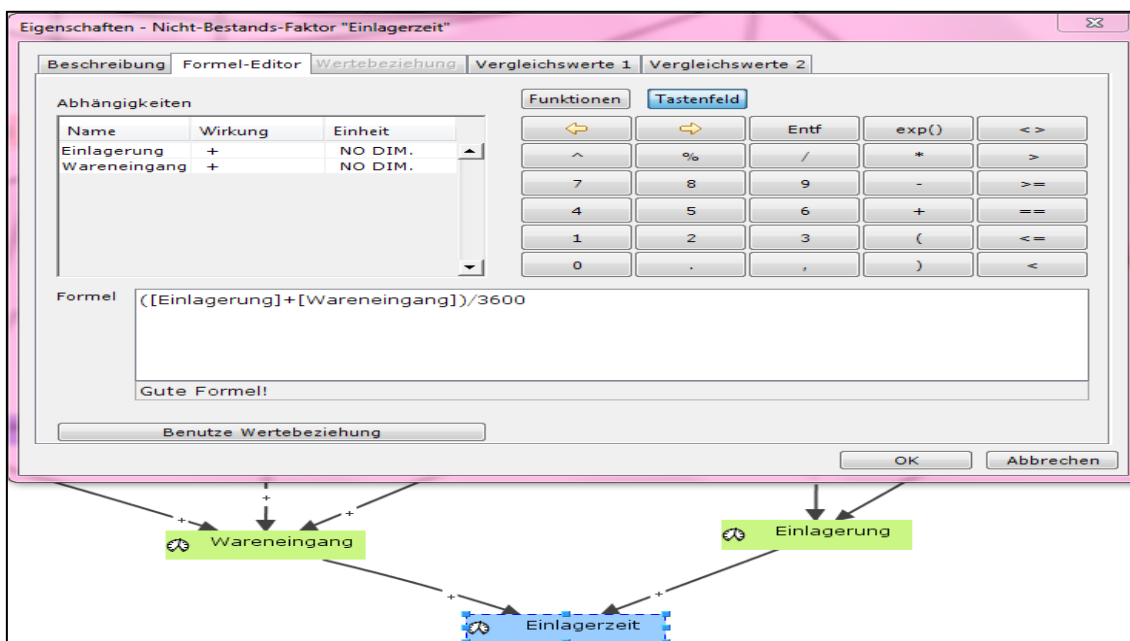 Eigenschaften - Nicht-Bestands-Faktor "Einlagerzeit"
Beschreibung Formel-Editor Wertebeziehung Vergleichswerte 1 Vergleichswerte 2
Abhängigkeiten
Name Wirkung Einheit
Einlagerung + NO DIM.
Wareneingang + NO DIM.
Funktionen Tastenfeld
Entf exp() < >
^ % / * >
7 8 9 - >=
4 5 6 + ==
1 2 3 ( <=
0 . , ) <
Formel ([Einlagerung]+[Wareneingang])/3600
Gute Formel!
Benutze Wertebeziehung
OK Abbrechen
+
+ +
Wareneingang Einlagerung
+ +
Einlagerzeit